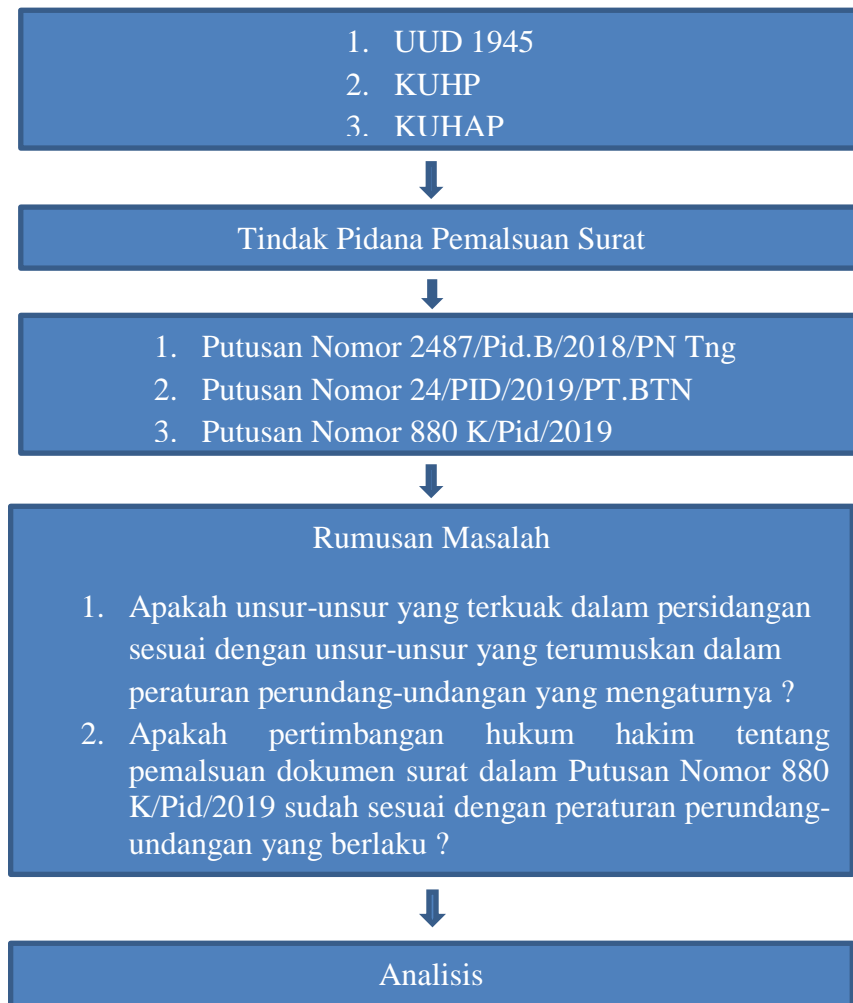 1. UUD 1945
2. KUHP
3. KUHAP
Tindak Pidana Pemalsuan Surat
1. Putusan Nomor 2487/Pid.B/2018/PN Tng
2. Putusan Nomor 24/PID/2019/PT.BTN
3. Putusan Nomor 880 K/Pid/2019
Rumusan Masalah
1. Apakah unsur-unsur yang terkuak dalam persidangan
sesuai dengan unsur-unsur yang terumuskan dalam
peraturan perundang-undangan yang mengaturnya ?
2. Apakah pertimbangan hukum hakim tentang
pemalsuan dokumen surat dalam Putusan Nomor 880
K/Pid/2019 sudah sesuai dengan peraturan perundang-
undangan yang berlaku ?
Analisis